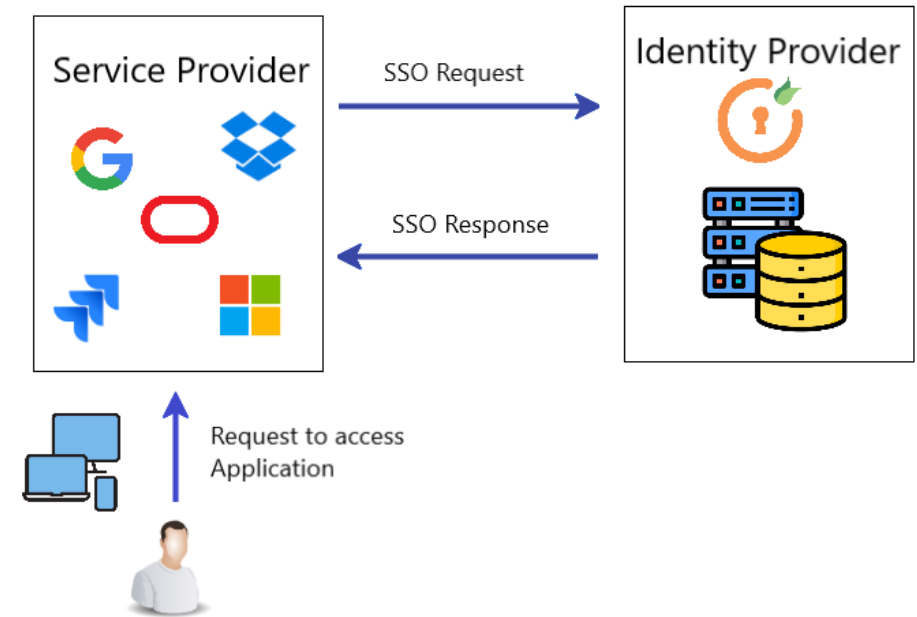 Service Provider
SSO Request
Identity Provider
SSO Response
Request to access
Application